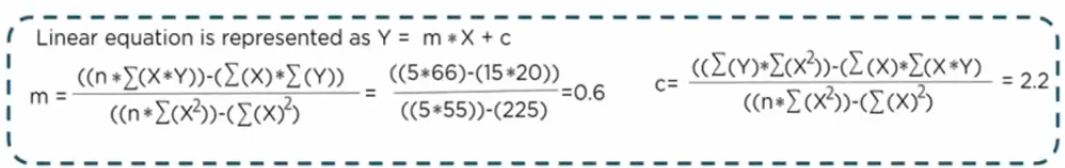 Linear equation is represented as Y = m*X + c
m = ((n*∑(X*Y))-(∑(X)*∑(Y)) / ((n*∑(X²))-(∑(X)²) = ((5*66)-(15*20)) / ((5*55))-(225) =0.6
c= ((∑(Y)*∑(X²))-(∑(X)*∑(X*Y) / ((n*∑(X²))-(∑(X)²) = 2.2